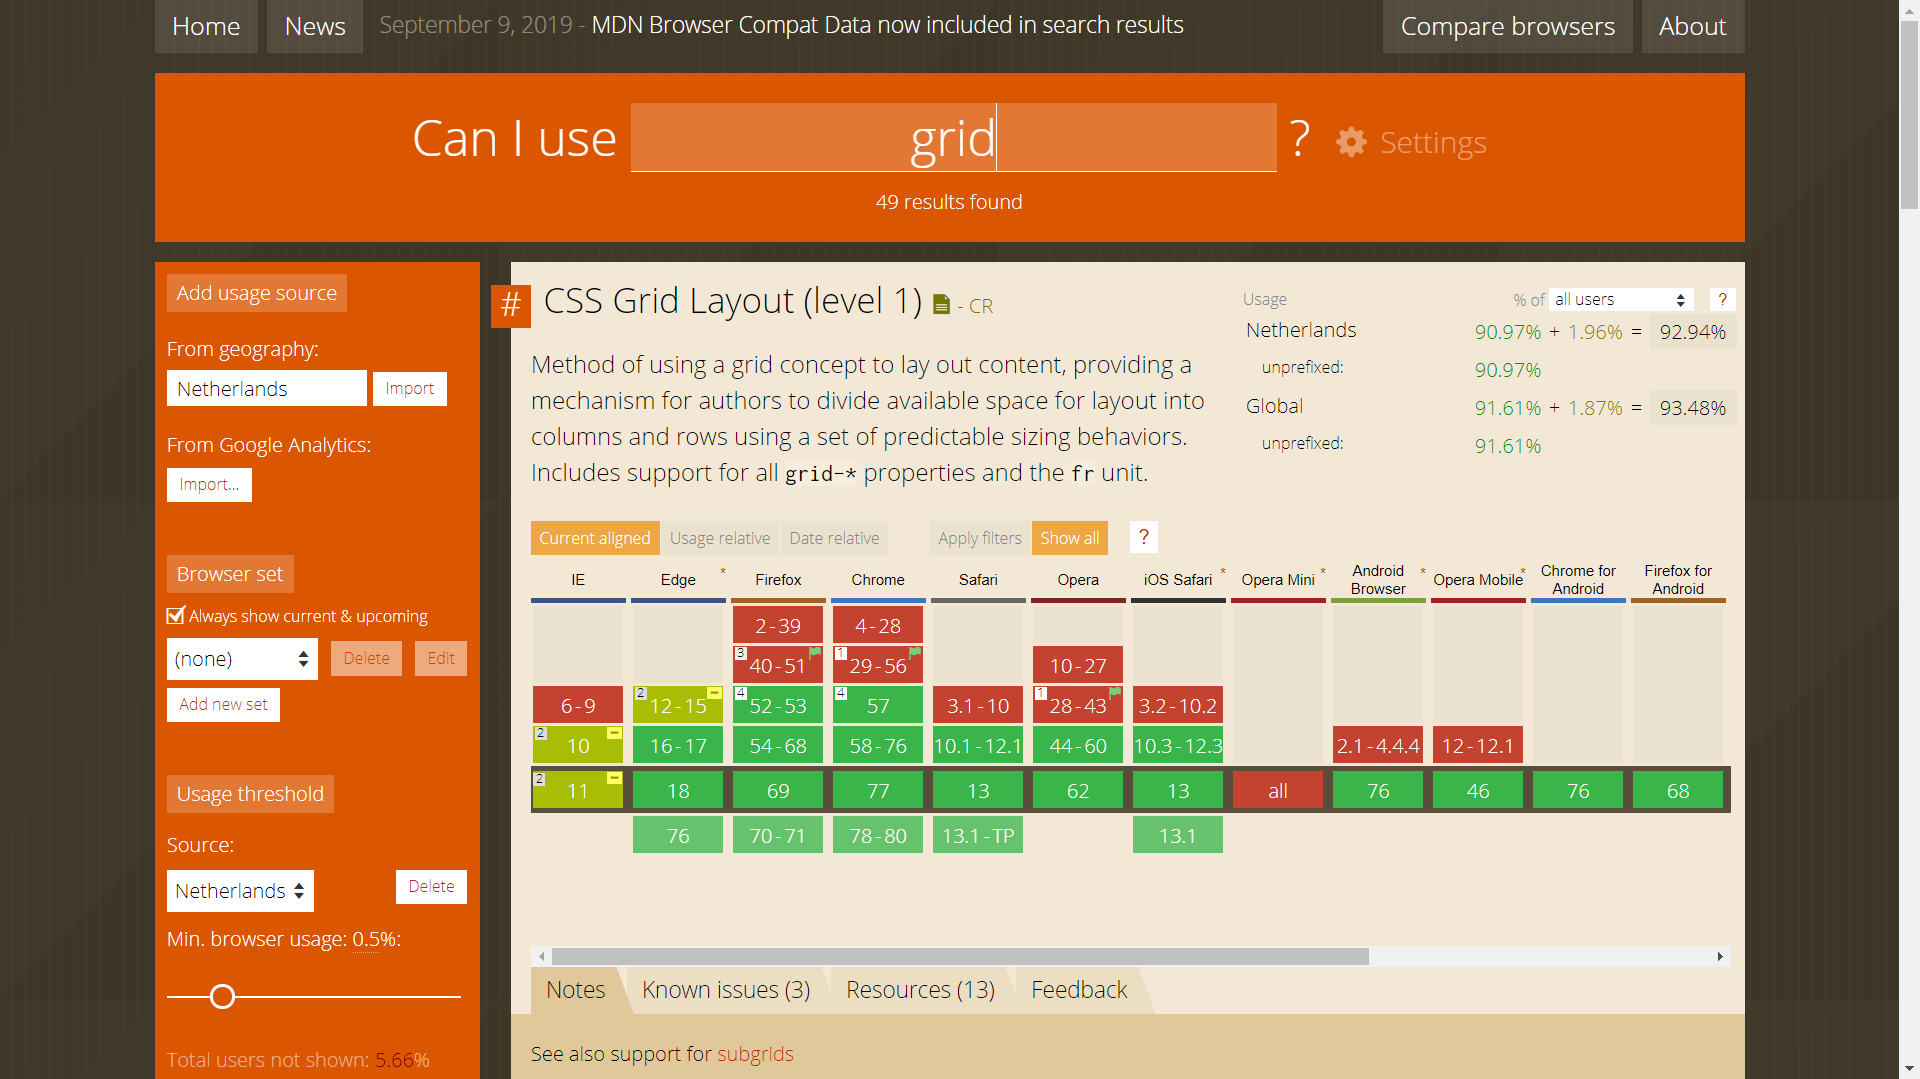 Home
News
September 9, 2019 - MDN Browser Compat Data now included in search results
Compare browsers
About
Can I use grid ?
Settings
49 results found
Add usage source
From geography:
Netherlands
Import
From Google Analytics:
Import...
Browser set
Always show current & upcoming
(none)
Delete
Edit
Add new set
Usage threshold
Source:
Netherlands
Delete
Min. browser usage: 0.5%:
Total users not shown: 5.66%
# CSS Grid Layout (level 1) - CR
Method of using a grid concept to lay out content, providing a
mechanism for authors to divide available space for layout into
columns and rows using a set of predictable sizing behaviors.
Includes support for all grid-* properties and the fr unit.
Usage % of all users ?
Netherlands 90.97% + 1.96% = 92.94%
unprefixed: 90.97%
Global 91.61% + 1.87% = 93.48%
unprefixed: 91.61%
Current aligned Usage relative Date relative Apply filters Show all ?
IE Edge * Firefox Chrome Safari Opera iOS Safari * Opera Mini * Android Browser * Opera Mobile * Chrome for Android Firefox for Android
2-39 4-28
3 40-51 1 29-56 10-27
6-9 2 12-15 4 52-53 4 57 3.1-10 1 28-43 3.2-10.2
2 10 16-17 54-68 58-76 10.1-12.1 44-60 10.3-12.3 2.1-4.4.4 12-12.1
2 11 18 69 77 13 62 13 all 76 46 76 68
76 70-71 78-80 13.1-TP 13.1
Notes Known issues (3) Resources (13) Feedback
See also support for subgrids